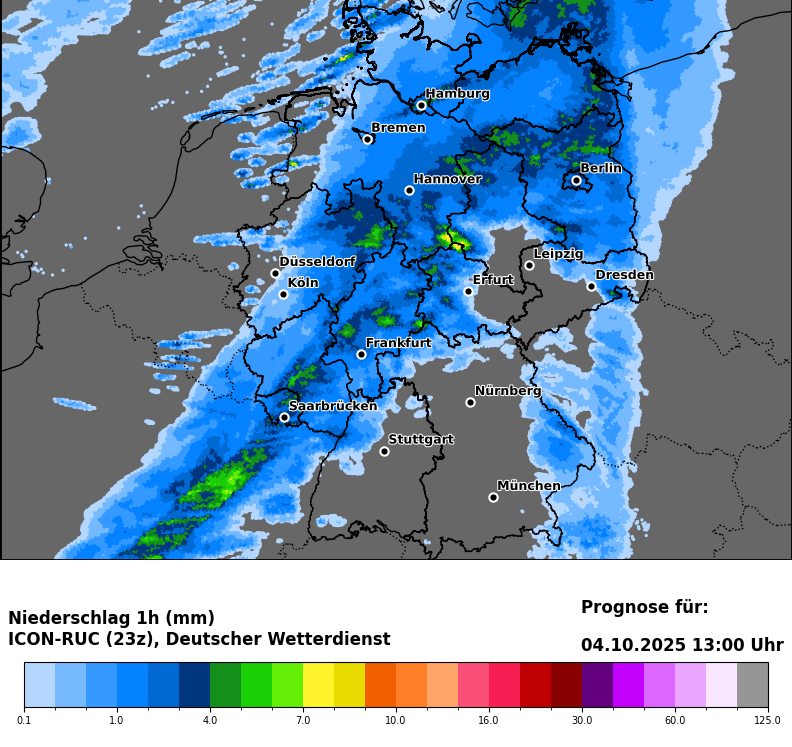 Hamburg
Bremen
Berlin
Hannover
Leipzig
Düsseldorf
Dresden
Erfurt
Köln
Frankfurt
Nürnberg
Saarbrücken
Stuttgart
München
Niederschlag 1h (mm)
ICON-RUC (23z), Deutscher Wetterdienst
Prognose für:
04.10.2025 13:00 Uhr
0.1 1.0 4.0 7.0 10.0 16.0 30.0 60.0 125.0